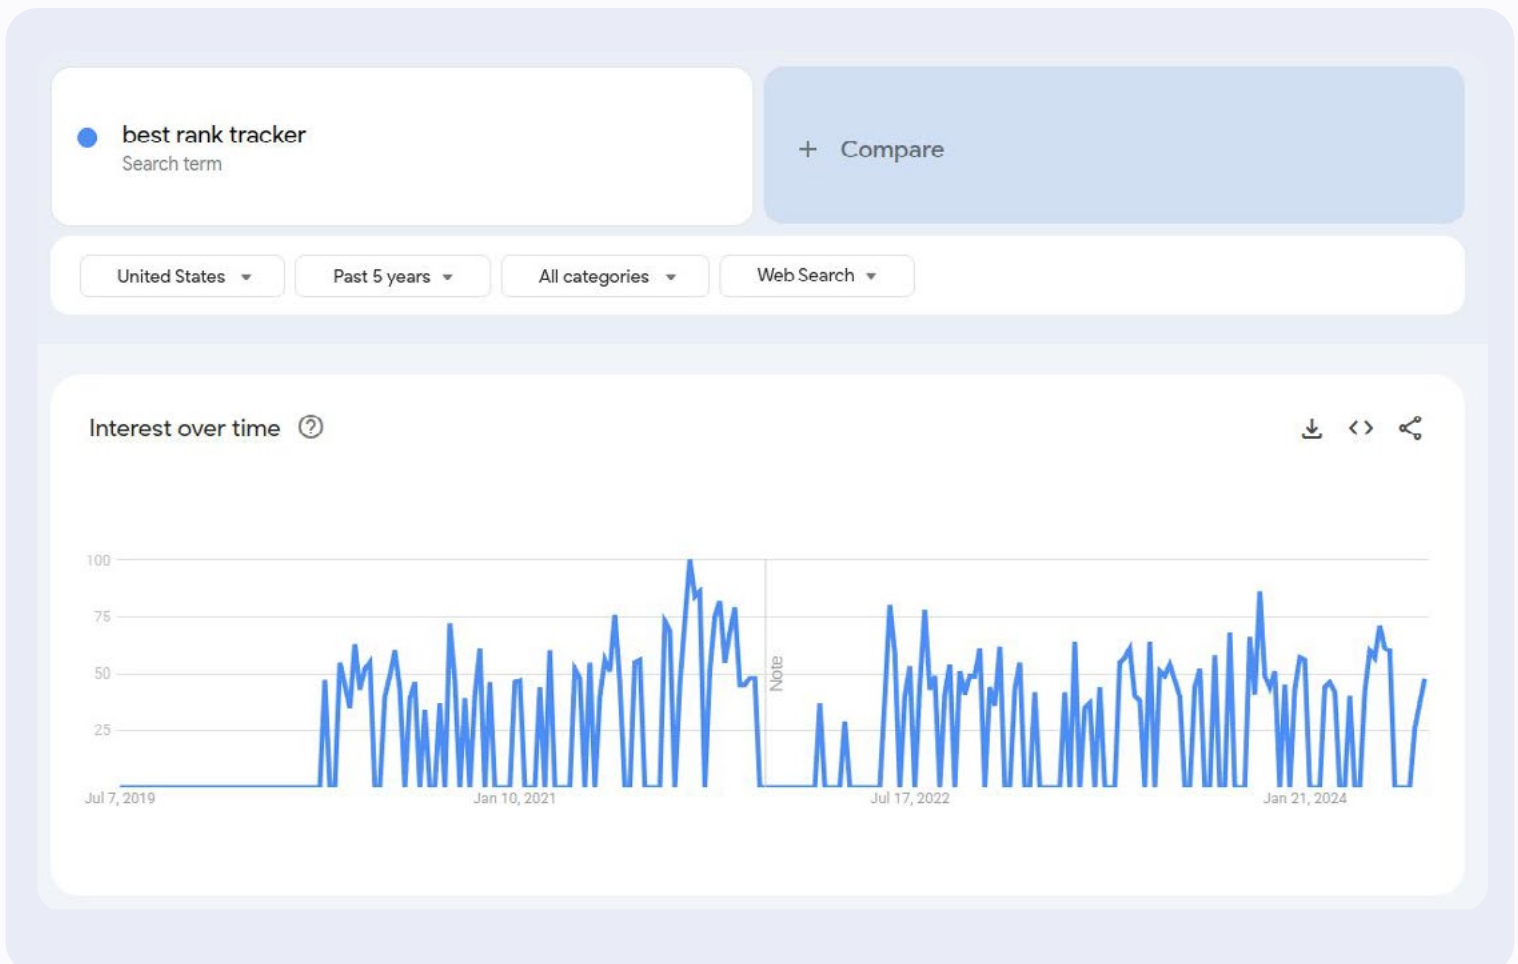 best rank tracker
Search term
+ Compare
United States
Past 5 years
All categories
Web Search
Interest over time
100
75
50
25
Note
Jul 7, 2019
Jan 10, 2021
Jul 17, 2022
Jan 21, 2024